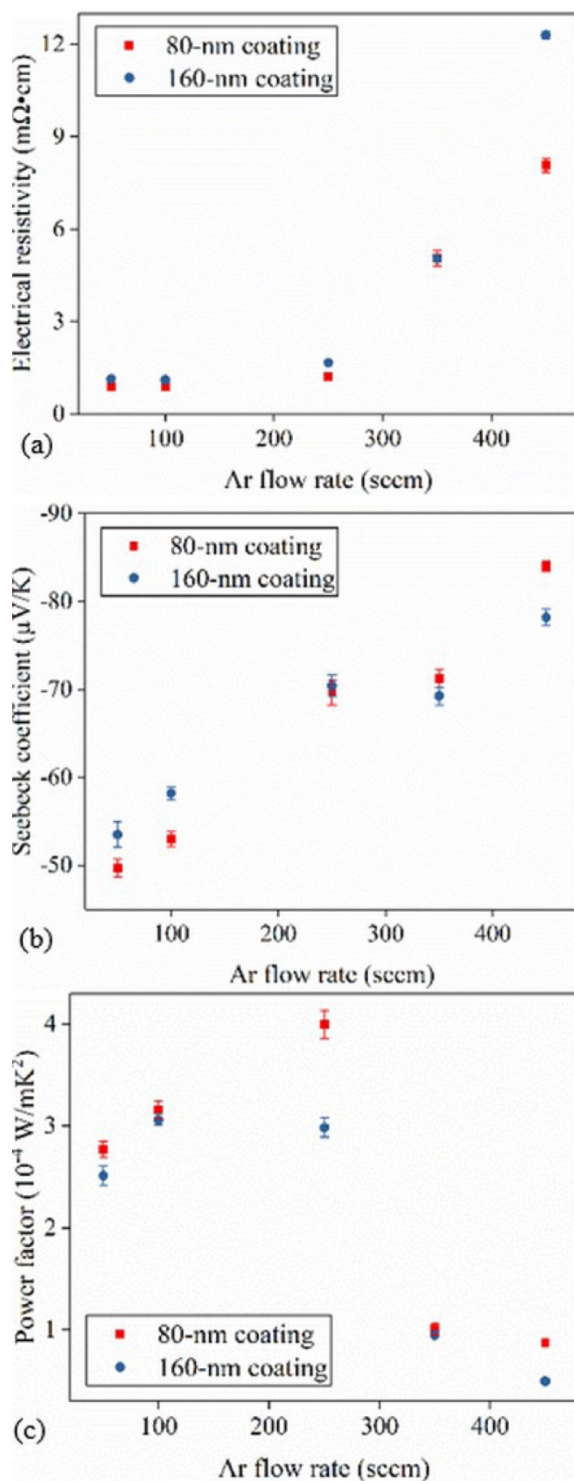 80-nm coating
160-nm coating
12
9
6
3
0
Electrical resistivity (mΩ•cm)
100
200
300
400
(a)
Ar flow rate (sccm)
-90
-80
-70
-60
-50
80-nm coating
160-nm coating
Seebeck coefficient (µV/K)
100
200
300
400
(b)
Ar flow rate (sccm)
4
3
2
1
Power factor (10⁻⁴ W/mK²)
80-nm coating
160-nm coating
100
200
300
400
(c)
Ar flow rate (sccm)